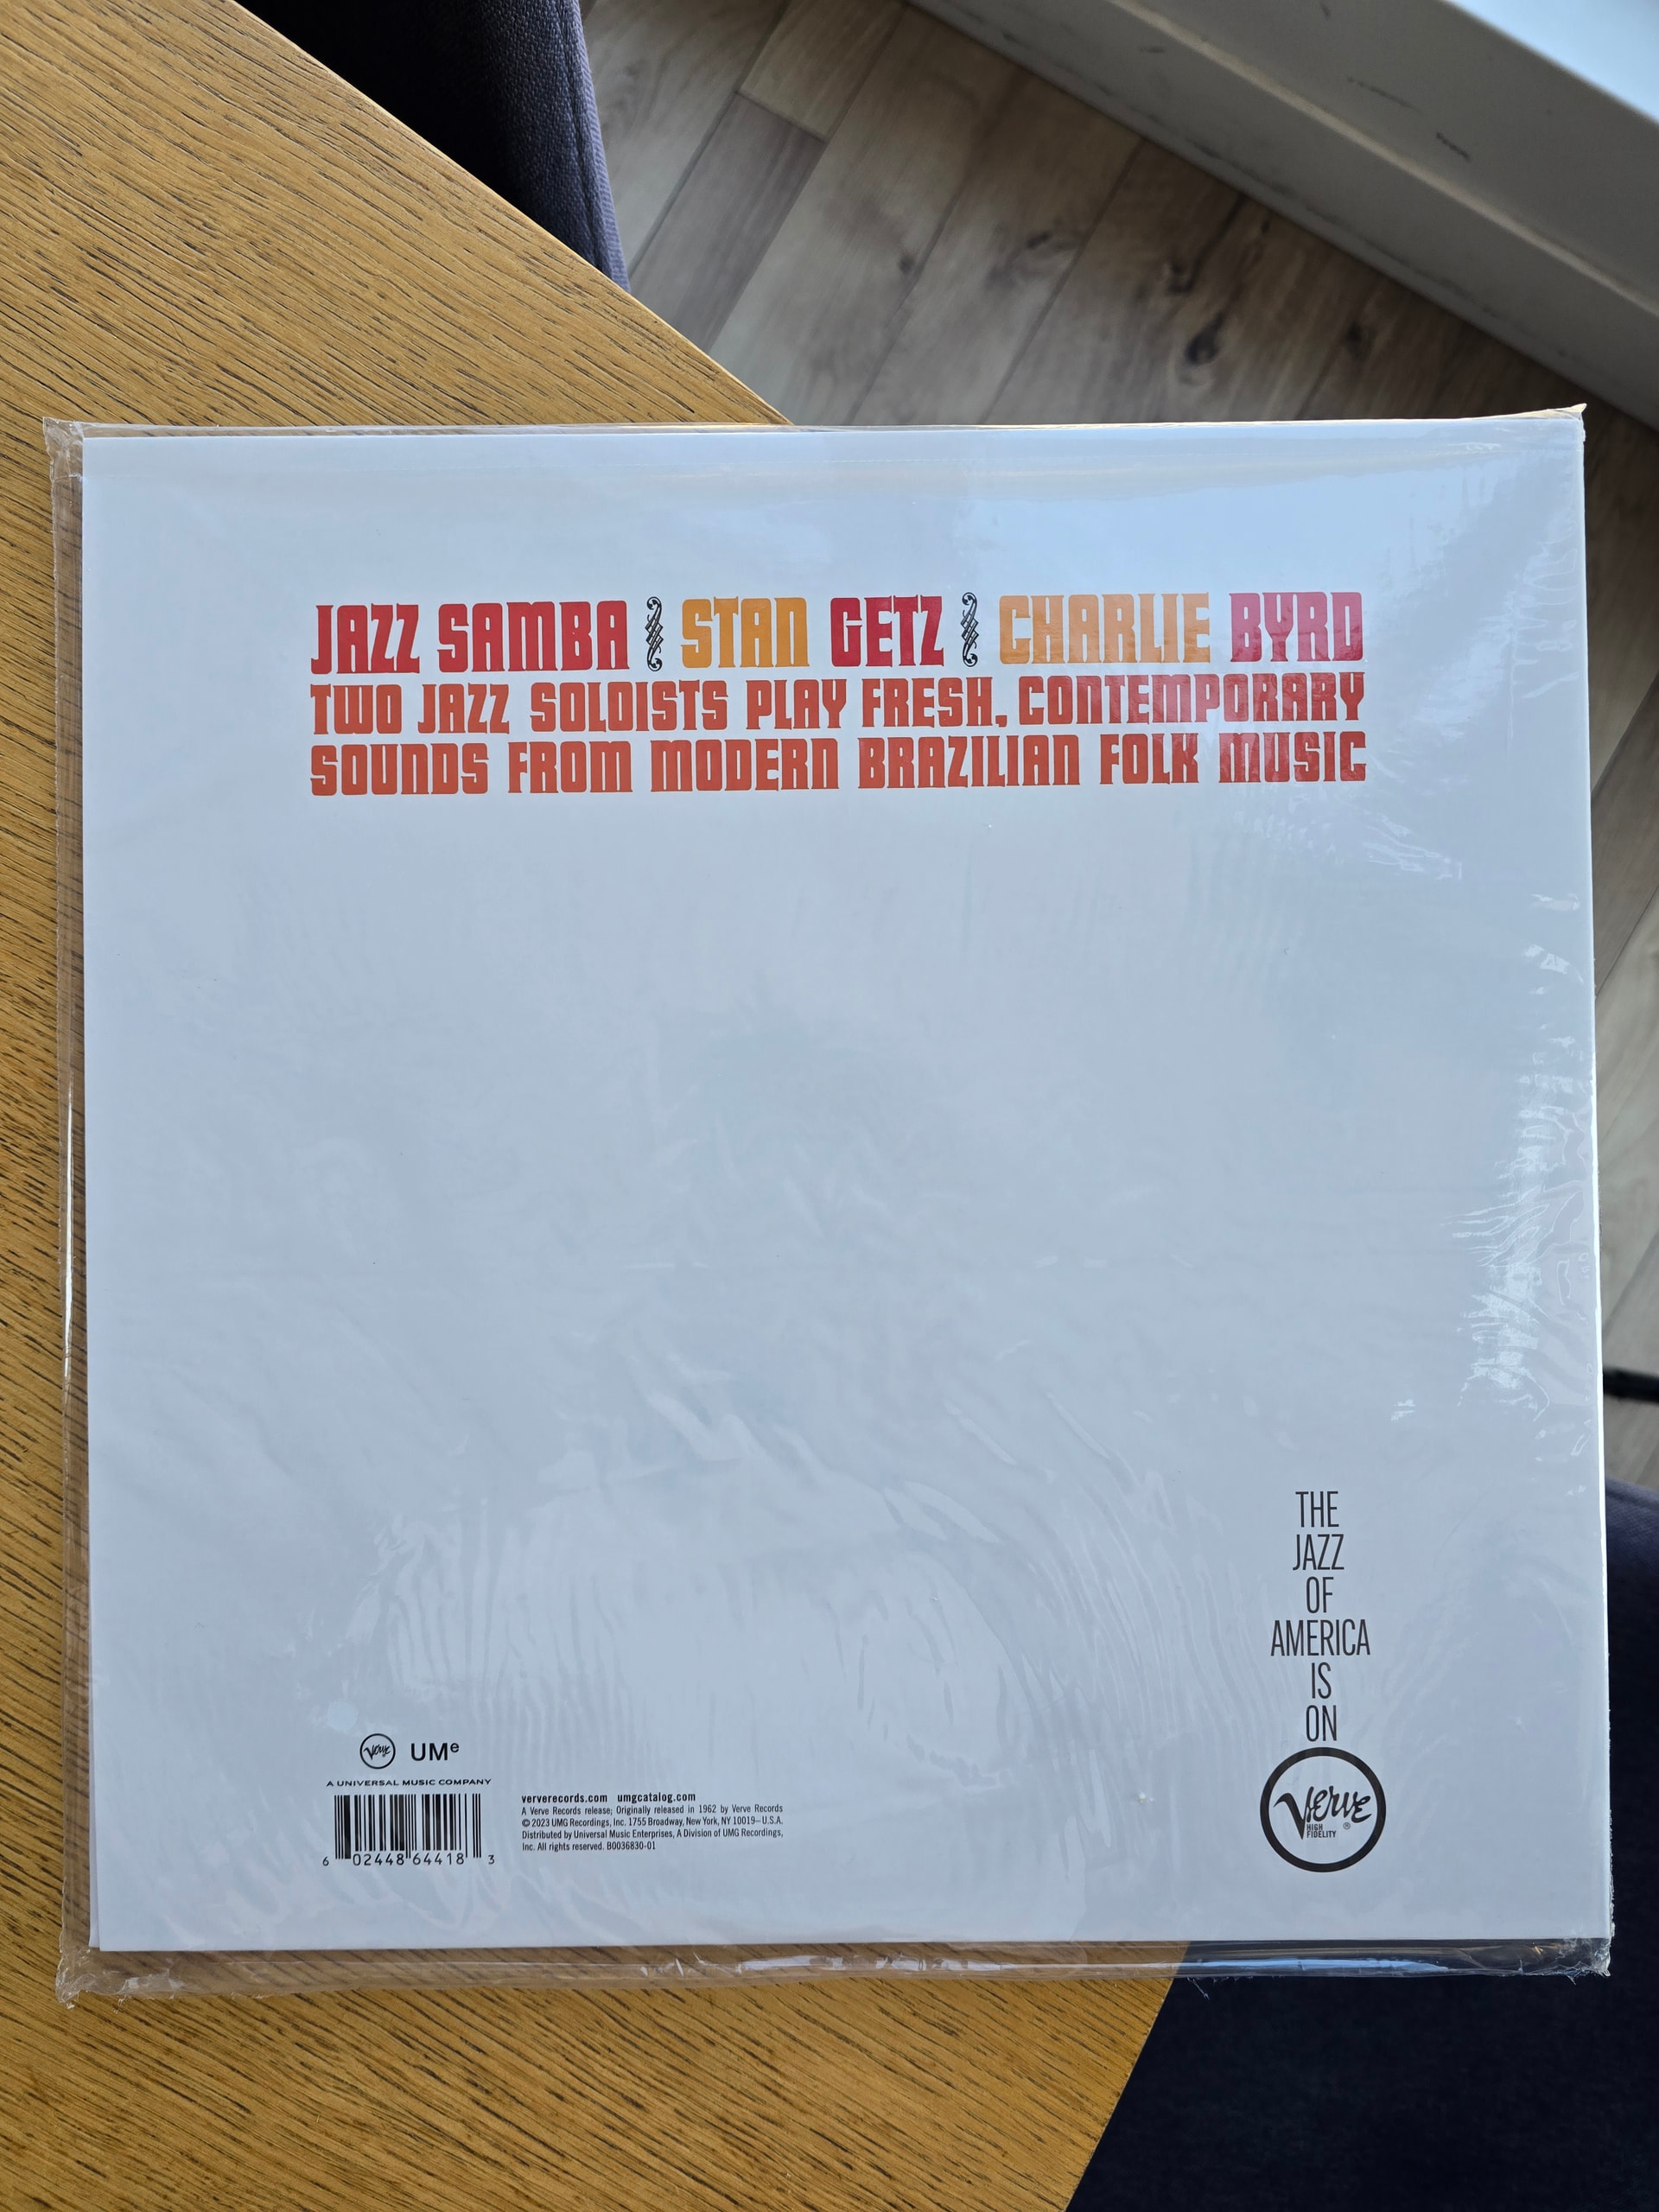 JAZZ SAMBA STAN GETZ CHARLIE BYRD
TWO JAZZ SOLOISTS PLAY FRESH, CONTEMPORARY
SOUNDS FROM MODERN BRAZILIAN FOLK MUSIC
THE
JAZZ
OF
AMERICA
IS
ON
Verve
HIGH
FIDELITY
®
Verve UMe
A UNIVERSAL MUSIC COMPANY
6 02448 64418 3
ververecords.com umgcatalog.com
A Verve Records release; Originally released in 1962 by Verve Records
© 2023 UMG Recordings, Inc. 1755 Broadway, New York, NY 10019– U.S.A.
Distributed by Universal Music Enterprises, A Division of UMG Recordings,
Inc. All rights reserved. B0036830-01